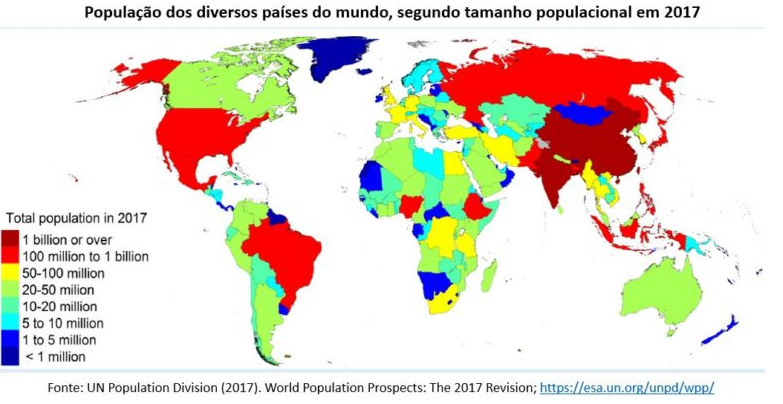 População dos diversos países do mundo, segundo tamanho populacional em 2017
Total population in 2017
1 billion or over
100 million to 1 billion
50-100 million
20-50 milion
10-20 million
5 to 10 million
1 to 5 million
< 1 million
Fonte: UN Population Division (2017). World Population Prospects: The 2017 Revision; https://esa.un.org/unpd/wpp/